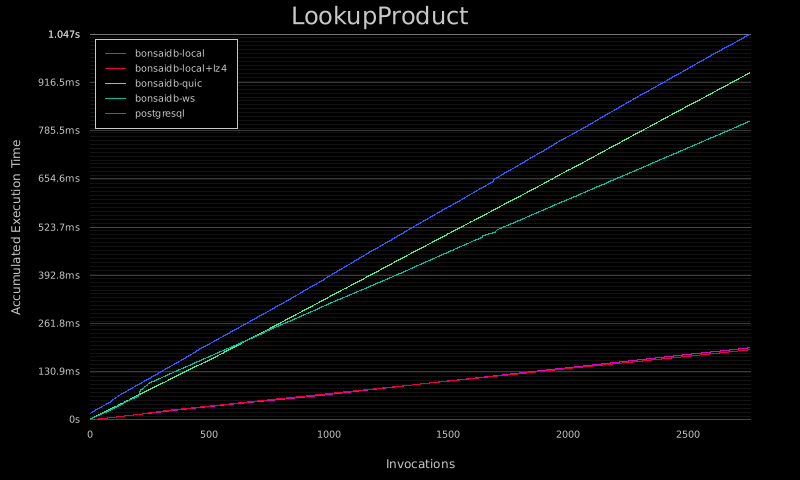 LookupProduct
1.047s
916.5ms
785.5ms
654.6ms
523.7ms
392.8ms
261.8ms
130.9ms
0s
bonsaidb-local
bonsaidb-local+lz4
bonsaidb-quic
bonsaidb-ws
postgresql
Accumulated Execution Time
0 500 1000 1500 2000 2500
Invocations